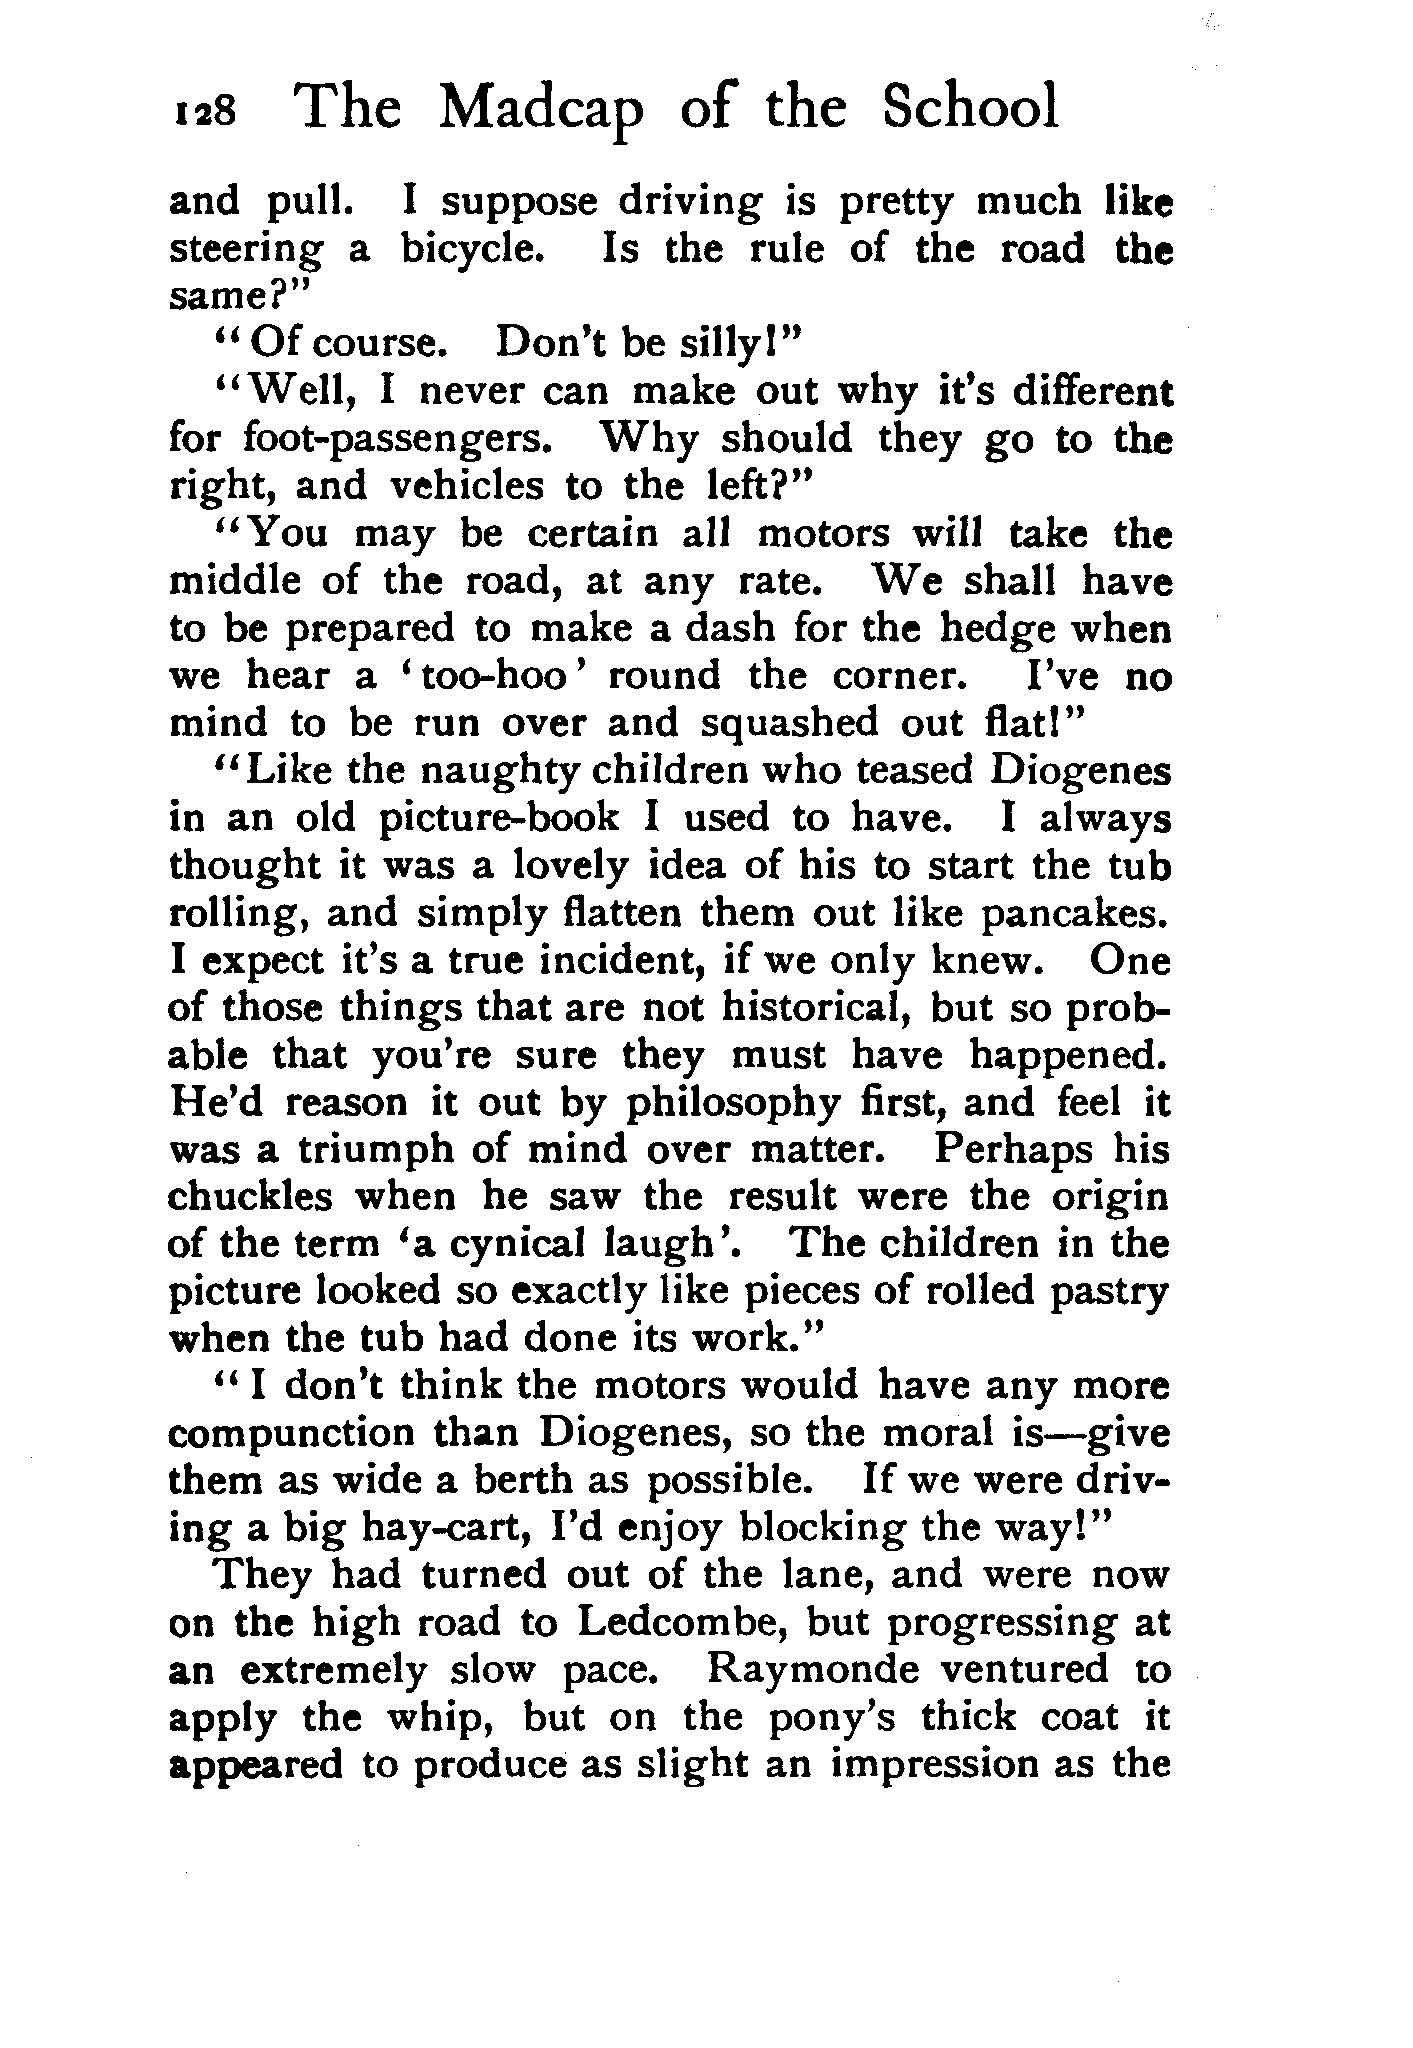 128 The Madcap of the School
and pull. I suppose driving is pretty much like
steering a bicycle. Is the rule of the road the
same?"
"Of course. Don't be silly!"
"Well, I never can make out why it's different
for foot-passengers. Why should they go to the
right, and vehicles to the left?"
"You may be certain all motors will take the
middle of the road, at any rate. We shall have
to be prepared to make a dash for the hedge when
we hear a 'too-hoo' round the corner. I've no
mind to be run over and squashed out flat!"
"Like the naughty children who teased Diogenes
in an old picture-book I used to have. I always
thought it was a lovely idea of his to start the tub
rolling, and simply flatten them out like pancakes.
I expect it's a true incident, if we only knew. One
of those things that are not historical, but so prob-
able that you're sure they must have happened.
He'd reason it out by philosophy first, and feel it
was a triumph of mind over matter. Perhaps his
chuckles when he saw the result were the origin
of the term 'a cynical laugh'. The children in the
picture looked so exactly like pieces of rolled pastry
when the tub had done its work."
"I don't think the motors would have any more
compunction than Diogenes, so the moral is—give
them as wide a berth as possible. If we were driv-
ing a big hay-cart, I'd enjoy blocking the way!"
They had turned out of the lane, and were now
on the high road to Ledcombe, but progressing at
an extremely slow pace. Raymonde ventured to
apply the whip, but on the pony's thick coat it
appeared to produce as slight an impression as the